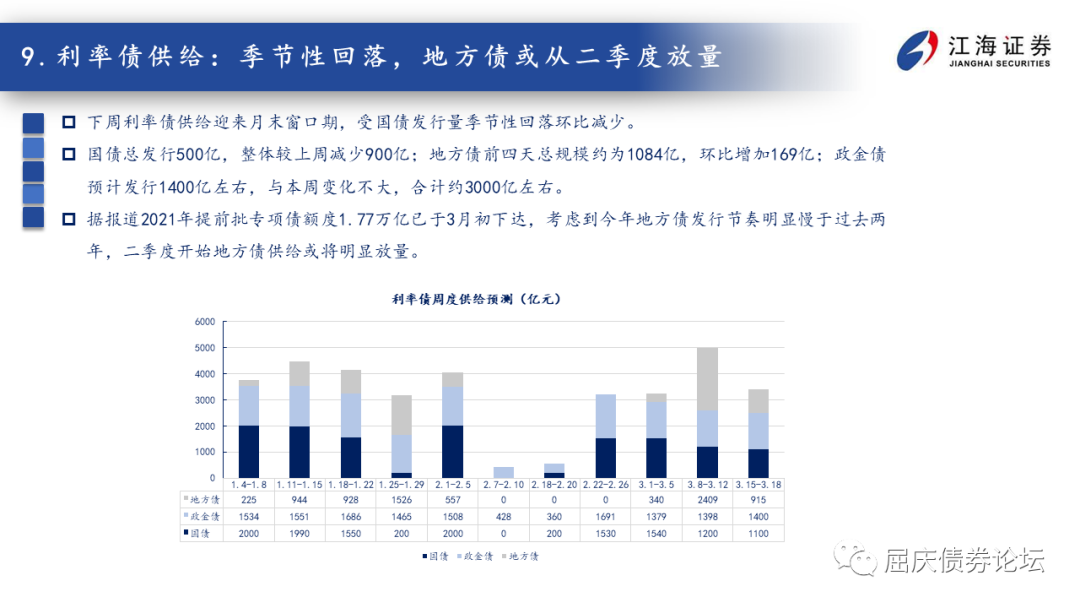 9.利率债供给：季节性回落，地方债或从二季度放量
江海证券
JIANGHAI SECURITIES
下周利率债供给迎来月末窗口期，受国债发行量季节性回落环比减少。
国债总发行500亿，整体较上周减少900亿；地方债前四天总规模约为1084亿，环比增加169亿；政金债
预计发行1400亿左右，与本周变化不大，合计约3000亿左右。
据报道2021年提前批专项债额度1.77万亿已于3月初下达，考虑到今年地方债发行节奏明显慢于过去两
年，二季度开始地方债供给或将明显放量。
利率债周度供给预测（亿元）
6000
5000
4000
3000
2000
1000
0
1.4-1.8 1.11-1.15 1.18-1.22 1.25-1.29 2.1-2.5 2.7-2.10 2.18-2.20 2.22-2.26 3.1-3.5 3.8-3.12 3.15-3.18
地方债 225 944 928 1526 557 0 0 0 340 2409 915
政金债 1534 1551 1686 1465 1508 428 360 1691 1379 1398 1400
国债 2000 1990 1550 200 2000 0 200 1530 1540 1200 1100
国债 政金债 地方债
屈庆债券论坛